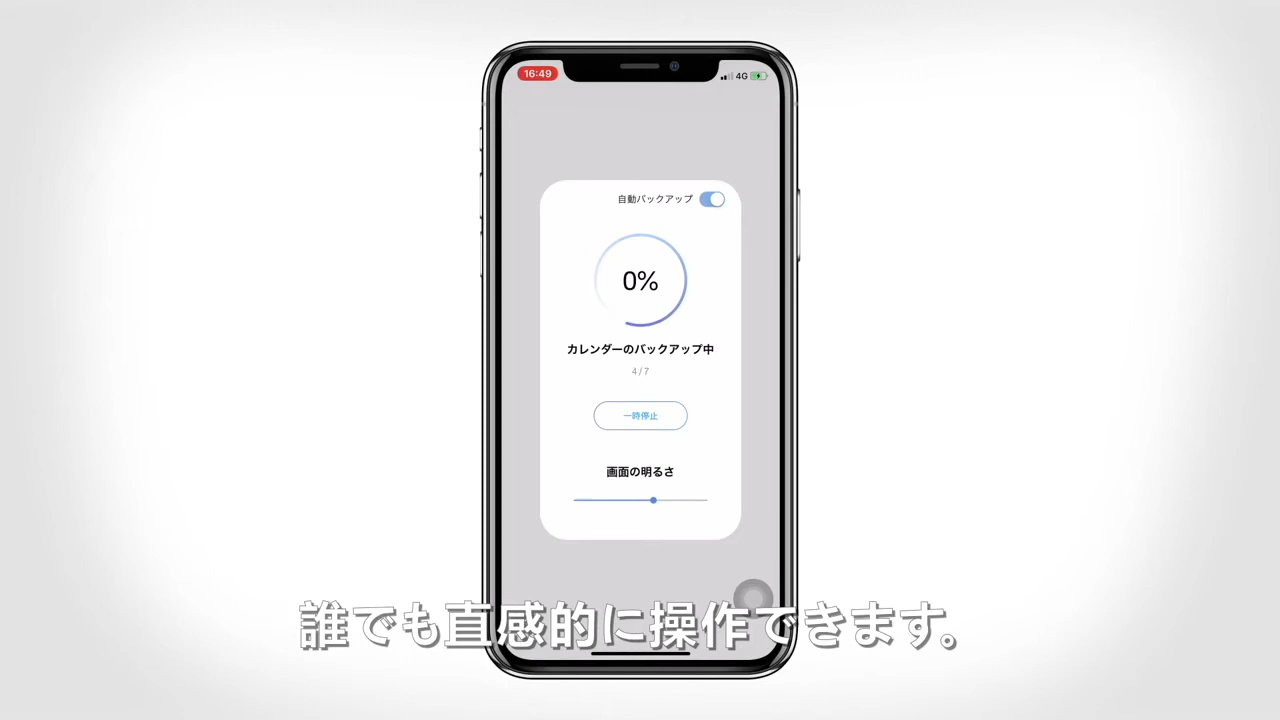 16:49
4G
自動バックアップ
0%
カレンダーのバックアップ中
4 / 7
一時停止
画面の明るさ
誰でも直感的に操作できます。